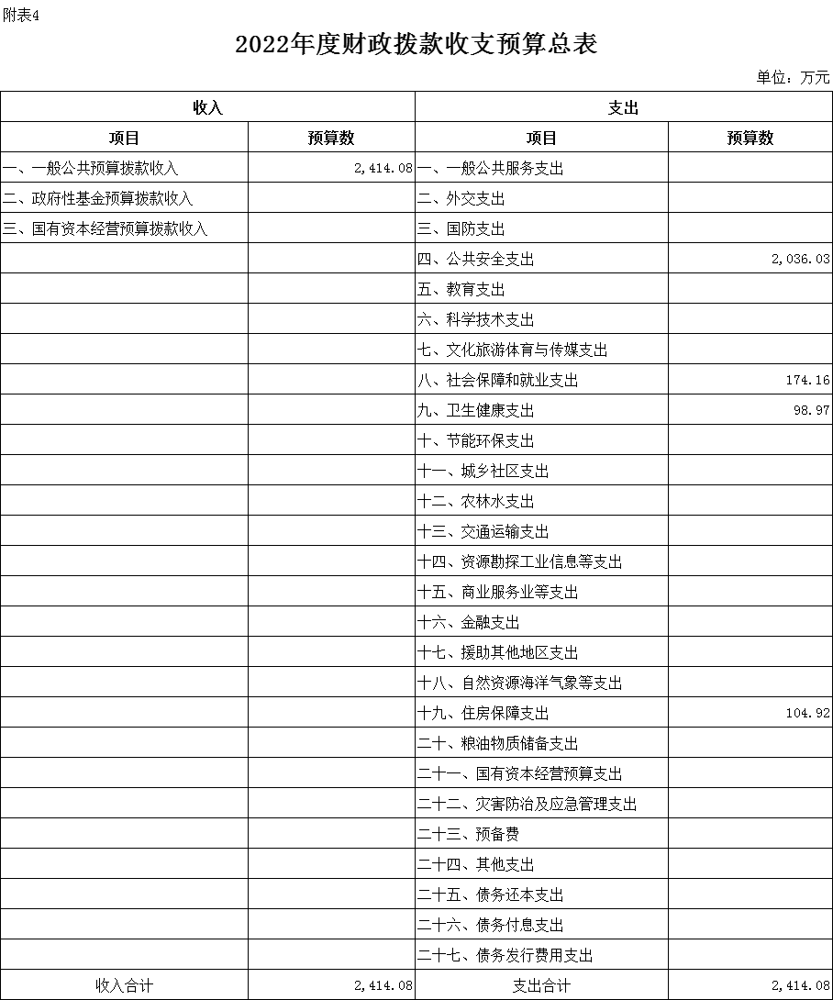 附表4
2022年度财政拨款收支预算总表
单位：万元
收入 支出
项目 预算数 项目 预算数
一、一般公共预算拨款收入 2,414.08 一、一般公共服务支出
二、政府性基金预算拨款收入 二、外交支出
三、国有资本经营预算拨款收入 三、国防支出
四、公共安全支出 2,036.03
五、教育支出
六、科学技术支出
七、文化旅游体育与传媒支出
八、社会保障和就业支出 174.16
九、卫生健康支出 98.97
十、节能环保支出
十一、城乡社区支出
十二、农林水支出
十三、交通运输支出
十四、资源勘探工业信息等支出
十五、商业服务业等支出
十六、金融支出
十七、援助其他地区支出
十八、自然资源海洋气象等支出
十九、住房保障支出 104.92
二十、粮油物质储备支出
二十一、国有资本经营预算支出
二十二、灾害防治及应急管理支出
二十三、预备费
二十四、其他支出
二十五、债务还本支出
二十六、债务付息支出
二十七、债务发行费用支出
收入合计 2,414.08 支出合计 2,414.08